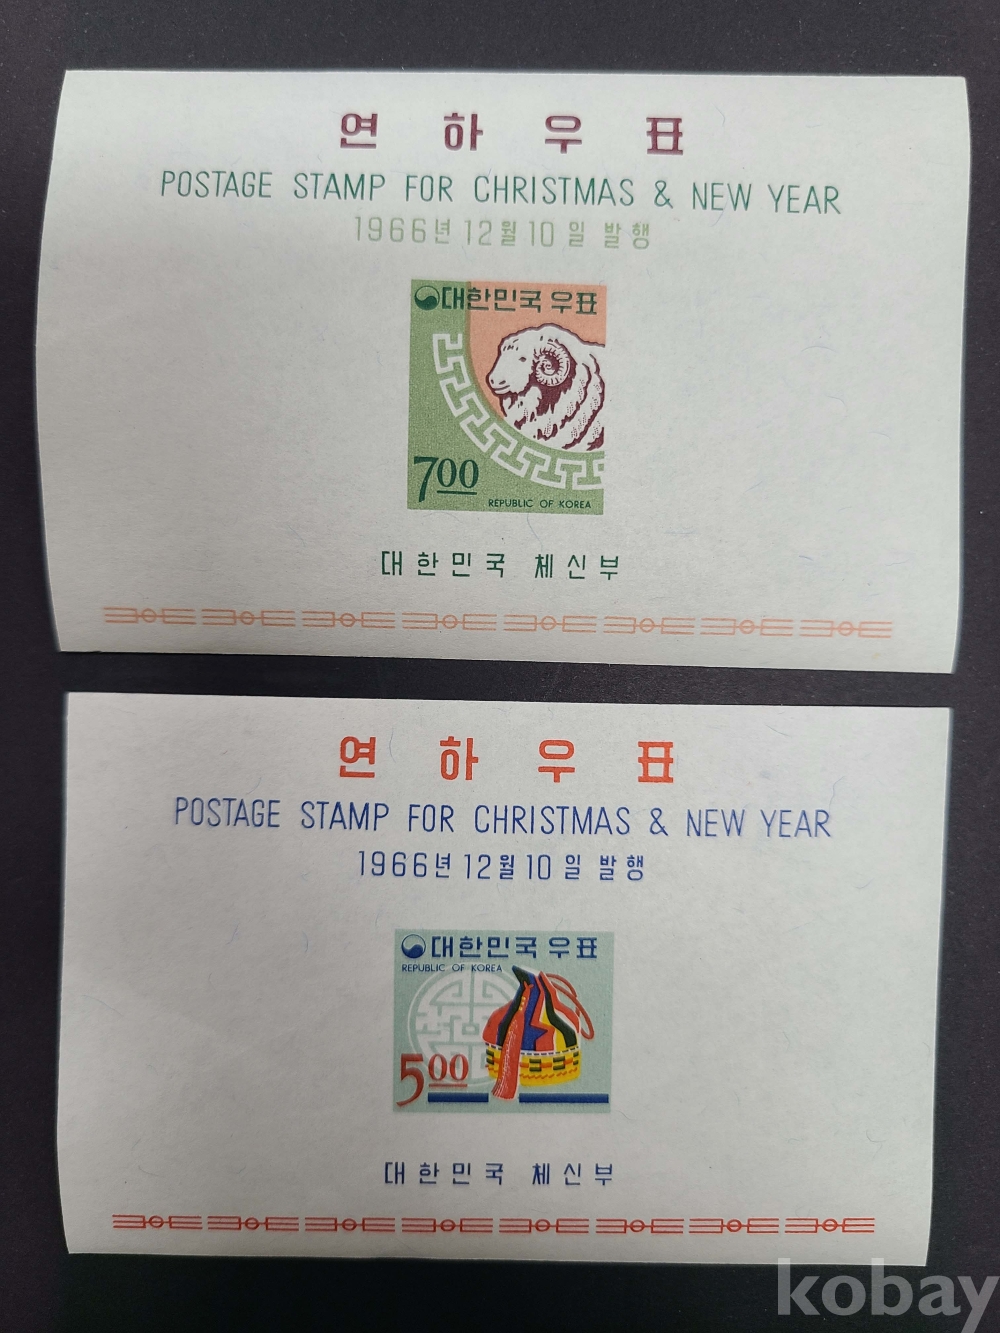 연 하 우 표
POSTAGE STAMP FOR CHRISTMAS & NEW YEAR
1966년 12월 10일 발행
대한민국 우표
700
REPUBLIC OF KOREA
대한민국 체신부
연 하 우 표
POSTAGE STAMP FOR CHRISTMAS & NEW YEAR
1966년 12월 10일 발행
대한민국 우표
REPUBLIC OF KOREA
500
대한민국 체신부
kobay